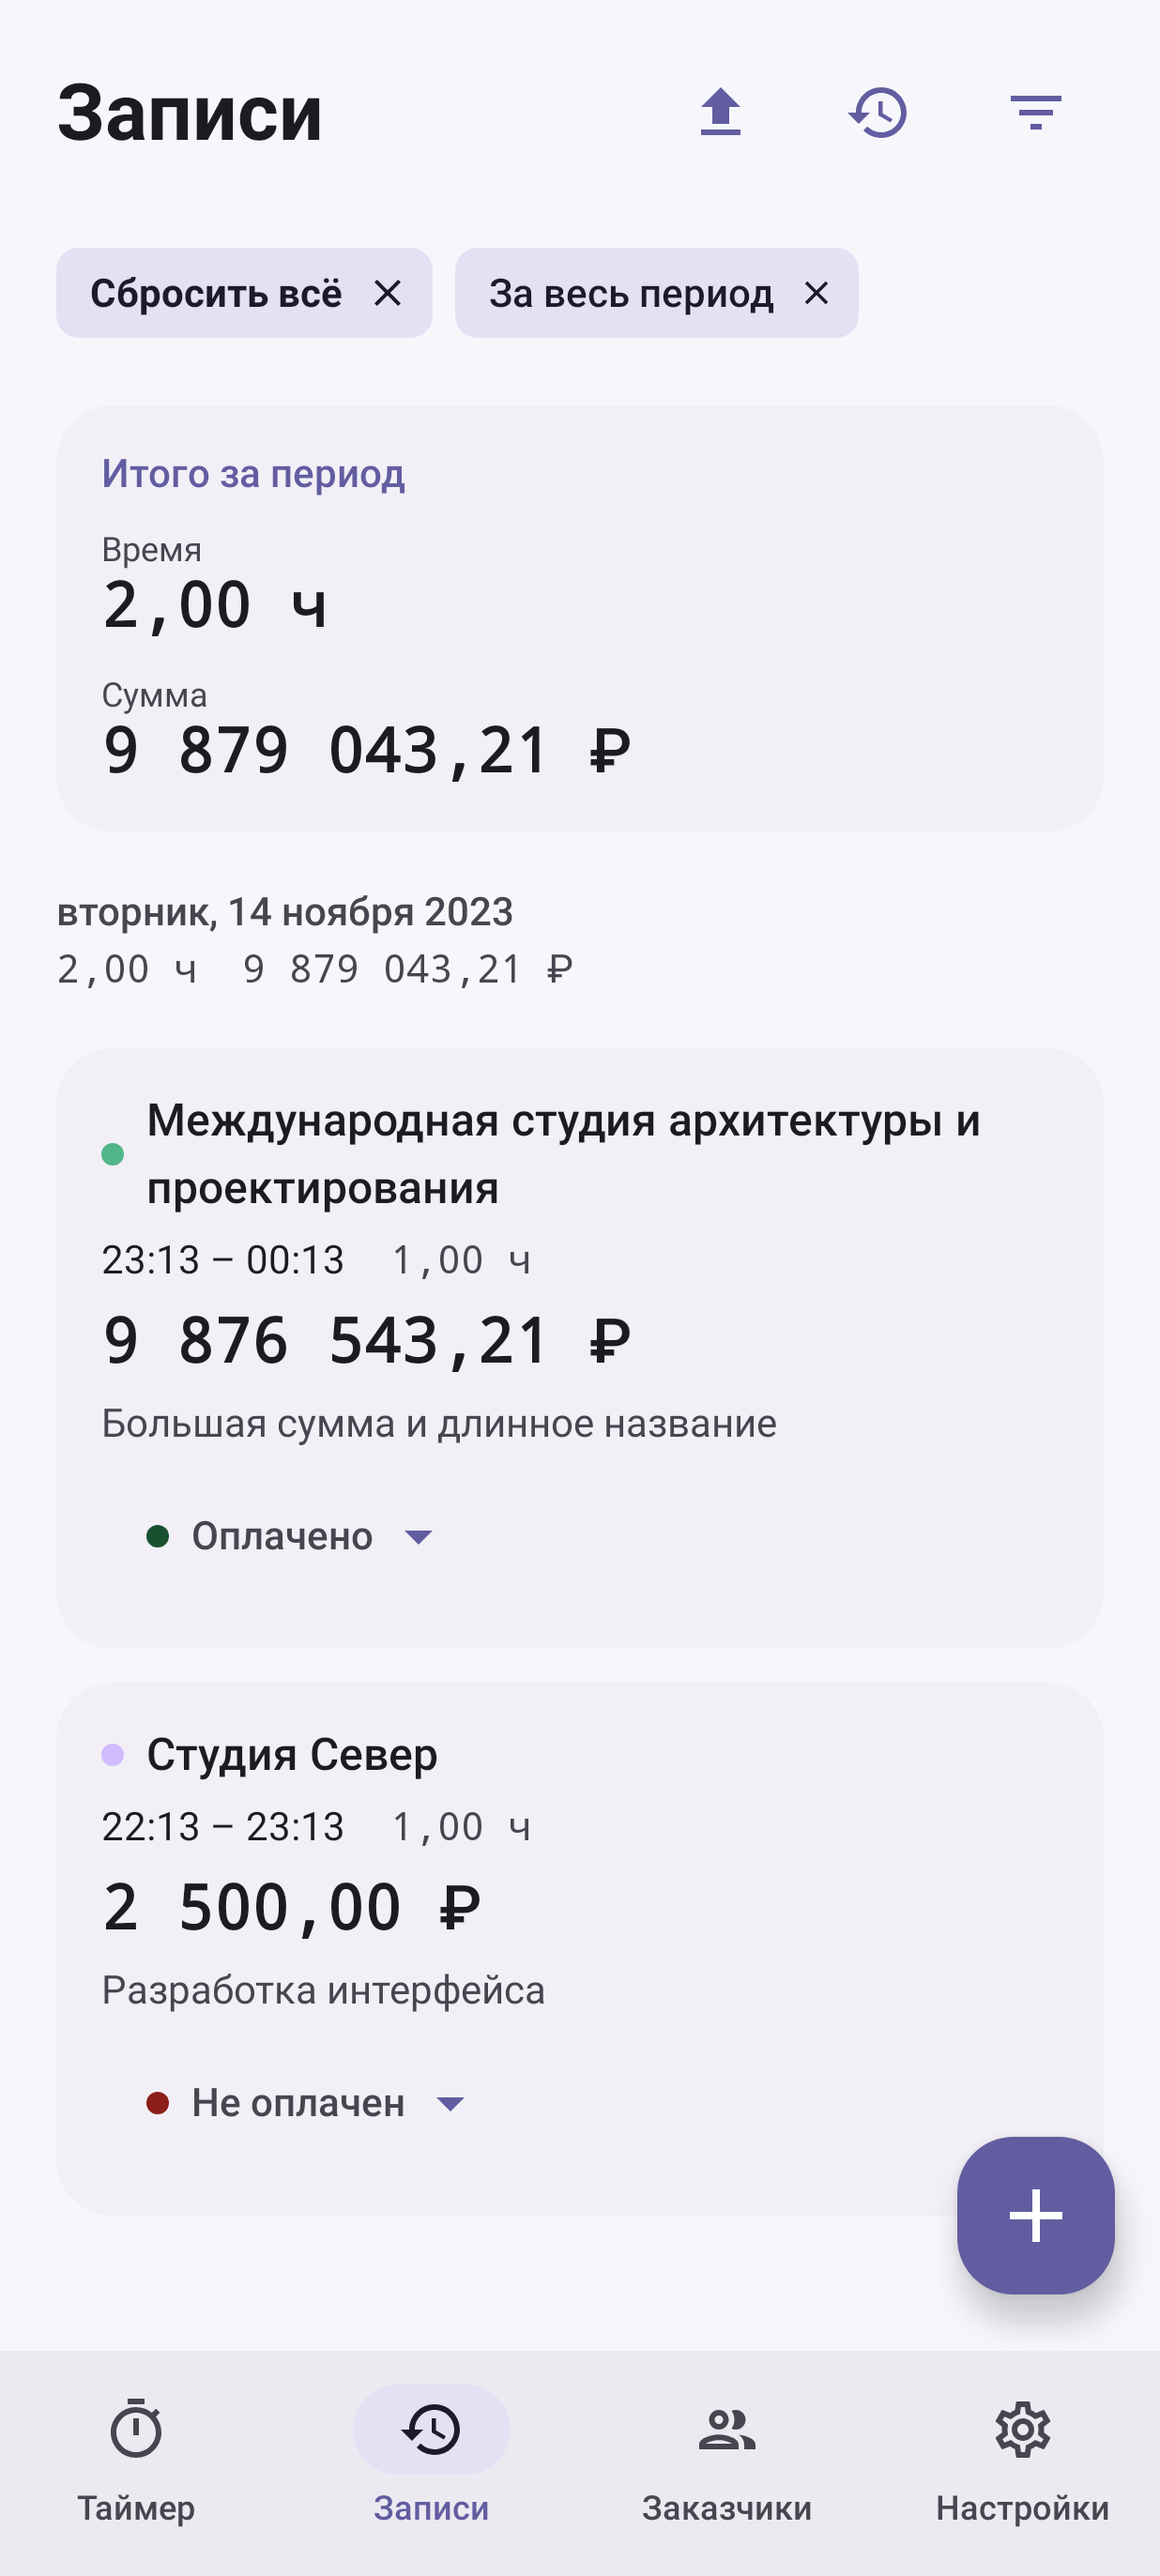 Записи
Сбросить всё
За весь период
Итого за период
Время
2,00 ч
Сумма
9 879 043,21 ₽
вторник, 14 ноября 2023
2,00 ч 9 879 043,21 ₽
Международная студия архитектуры и
проектирования
23:13 – 00:13 1,00 ч
9 876 543,21 ₽
Большая сумма и длинное название
Оплачено
Студия Север
22:13 – 23:13 1,00 ч
2 500,00 ₽
Разработка интерфейса
Не оплачен
Таймер
Записи
Заказчики
Настройки